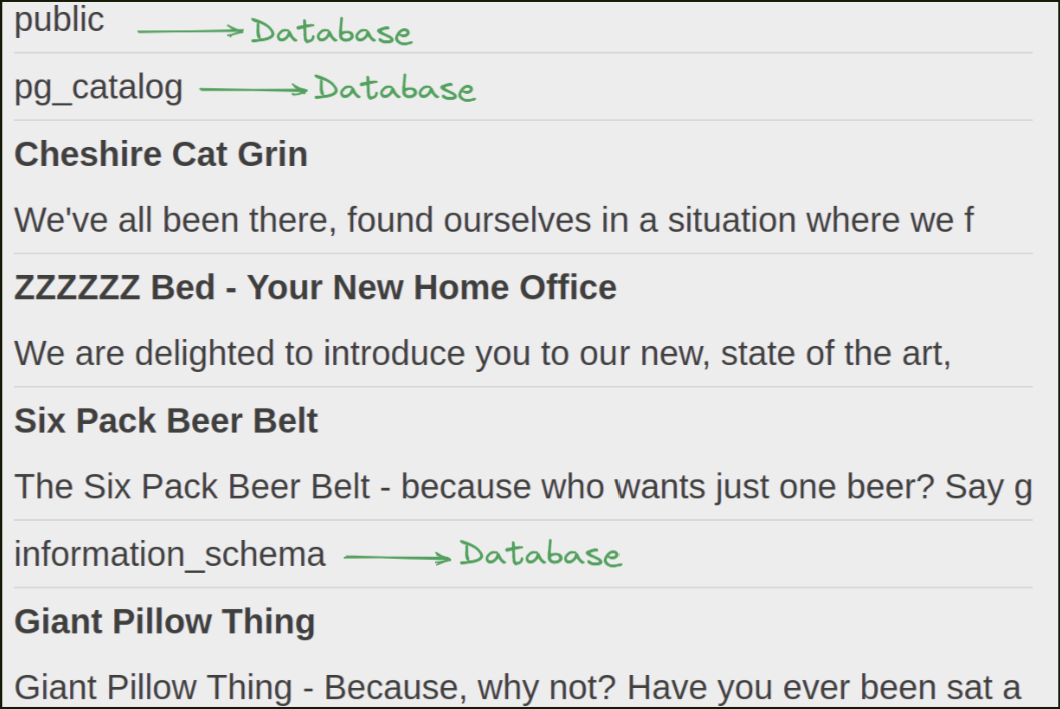 public → Database
pg_catalog → Database
Cheshire Cat Grin
We've all been there, found ourselves in a situation where we f
ZZZZZZ Bed - Your New Home Office
We are delighted to introduce you to our new, state of the art,
Six Pack Beer Belt
The Six Pack Beer Belt - because who wants just one beer? Say g
information_schema → Database
Giant Pillow Thing
Giant Pillow Thing - Because, why not? Have you ever been sat a